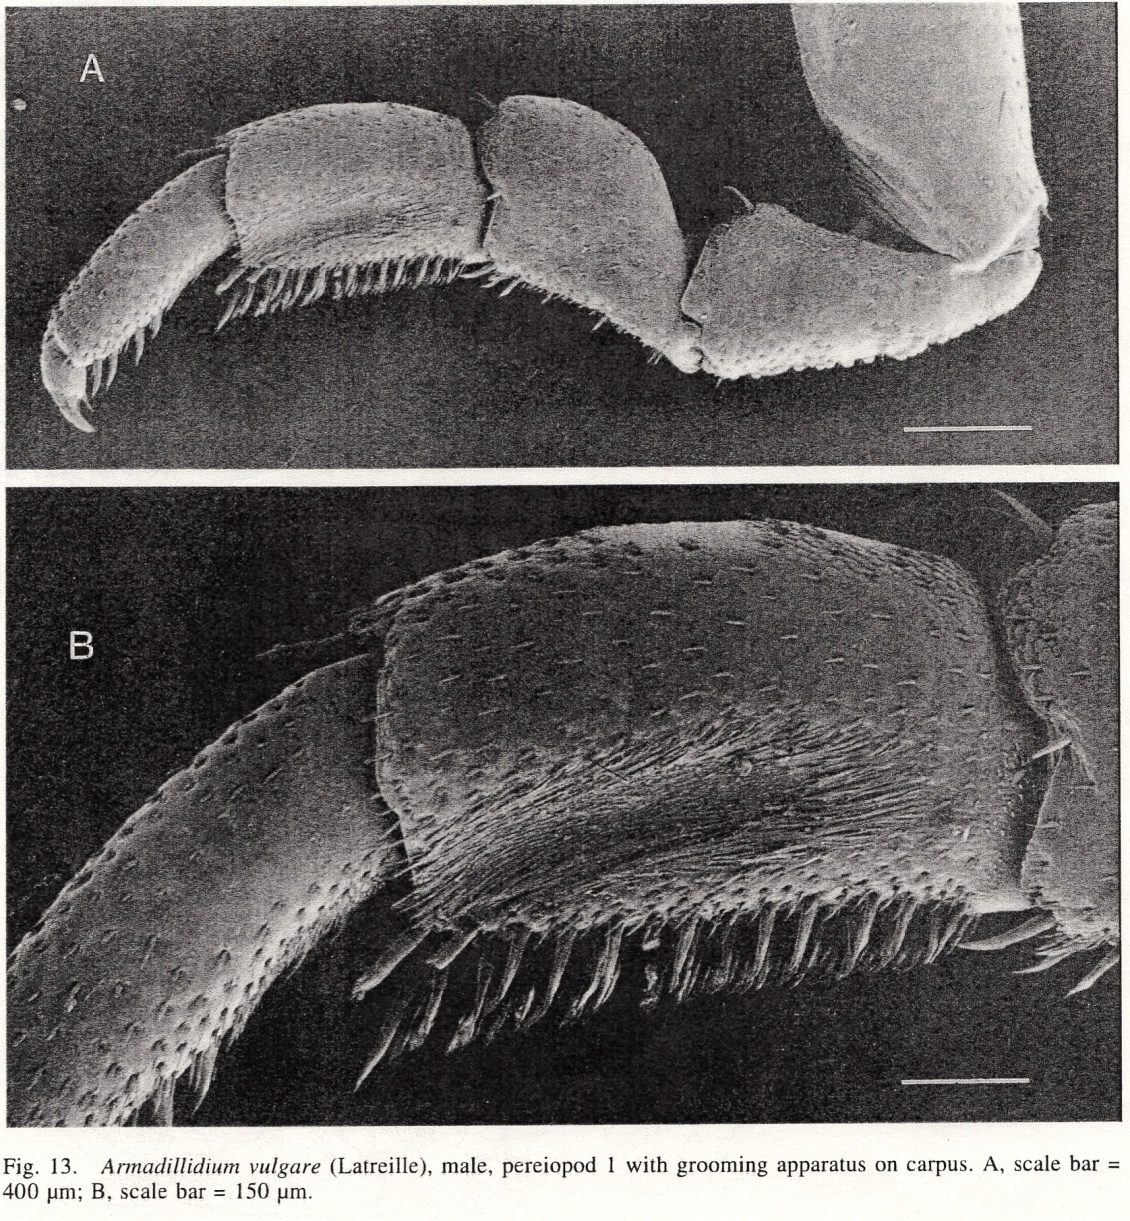 A
B
Fig. 13. Armadillidium vulgare (Latreille), male, pereiopod 1 with grooming apparatus on carpus. A, scale bar =
400 µm; B, scale bar = 150 µm.